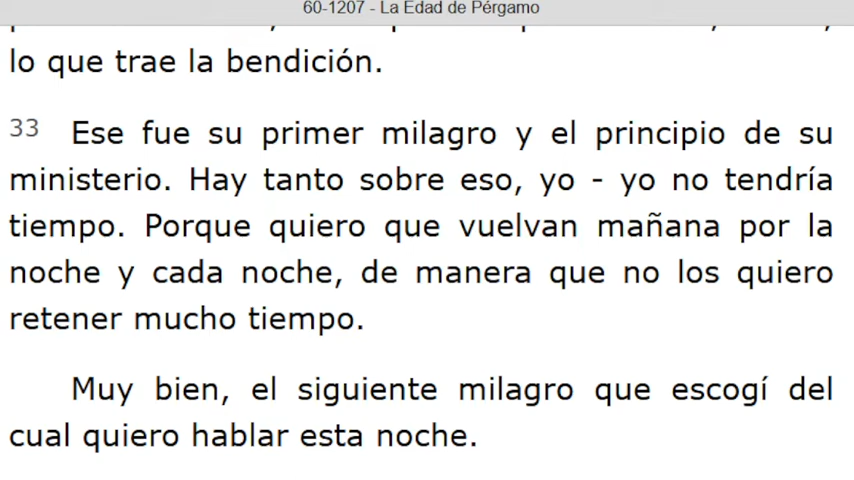 60-1207 - La Edad de Pérgamo
lo que trae la bendición.
33 Ese fue su primer milagro y el principio de su
ministerio. Hay tanto sobre eso, yo - yo no tendría
tiempo. Porque quiero que vuelvan mañana por la
noche y cada noche, de manera que no los quiero
retener mucho tiempo.
Muy bien, el siguiente milagro que escogí del
cual quiero hablar esta noche.